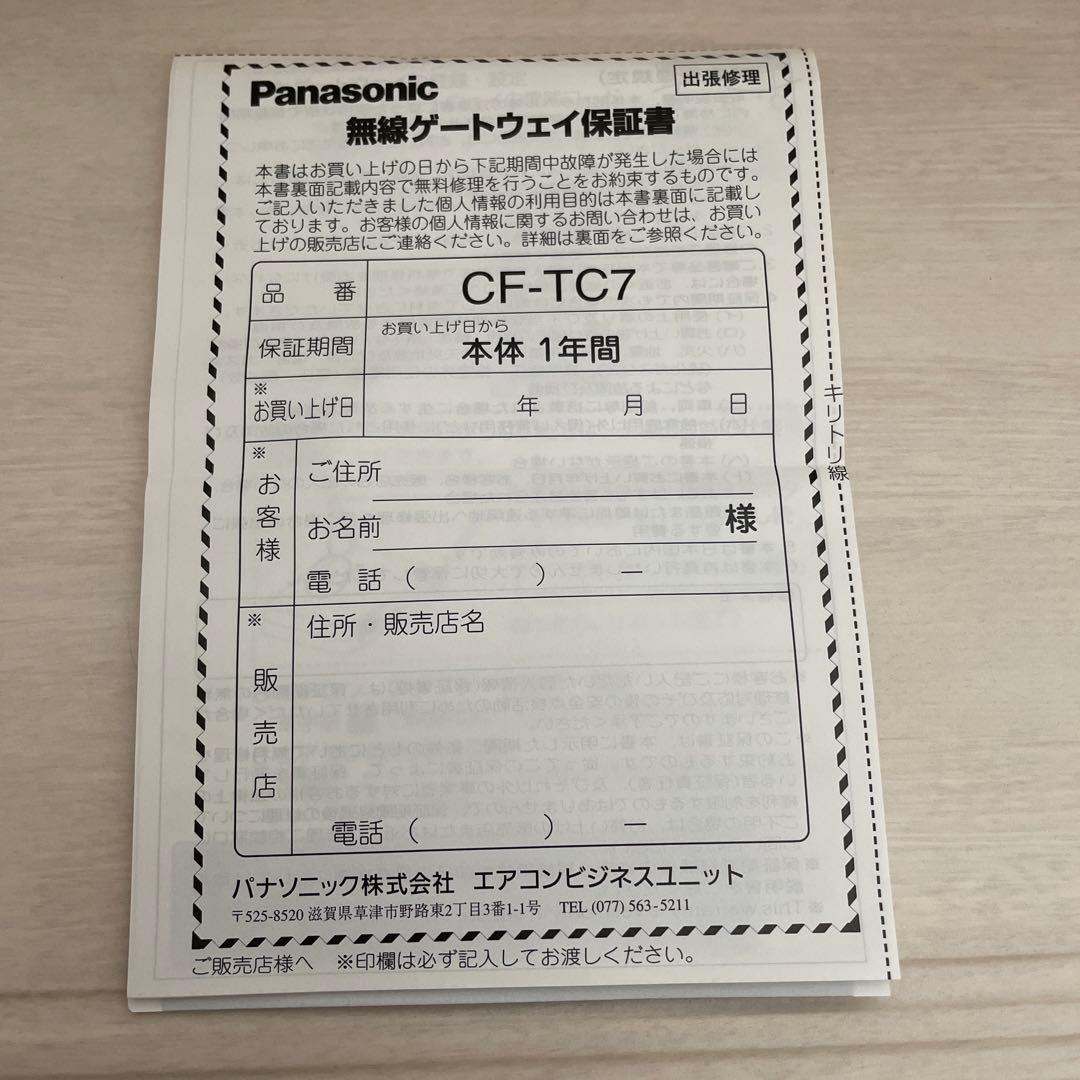 Panasonic
出張修理
無線ゲートウェイ保証書
本書はお買い上げの日から下記期間中故障が発生した場合には
本書裏面記載内容で無料修理を行うことをお約束するものです。
ご記入いただきました個人情報の利用目的は本書裏面に記載し
ております。お客様の個人情報に関するお問い合わせは、お買い
上げの販売店にご連絡ください。詳細は裏面をご参照ください。
品番 CF-TC7
保証期間 お買い上げ日から
本体 1年間
※
お買い上げ日 年 月 日
※
お客様
ご住所
お名前 様
電話 ( ) ー
※
販売店
住所・販売店名
電話 ( ) ー
パナソニック株式会社 エアコンビジネスユニット
〒525-8520 滋賀県草津市野路東2丁目3番1-1号 TEL (077) 563-5211
ご販売店様へ ※印欄は必ず記入してお渡しください。
キリトリ線